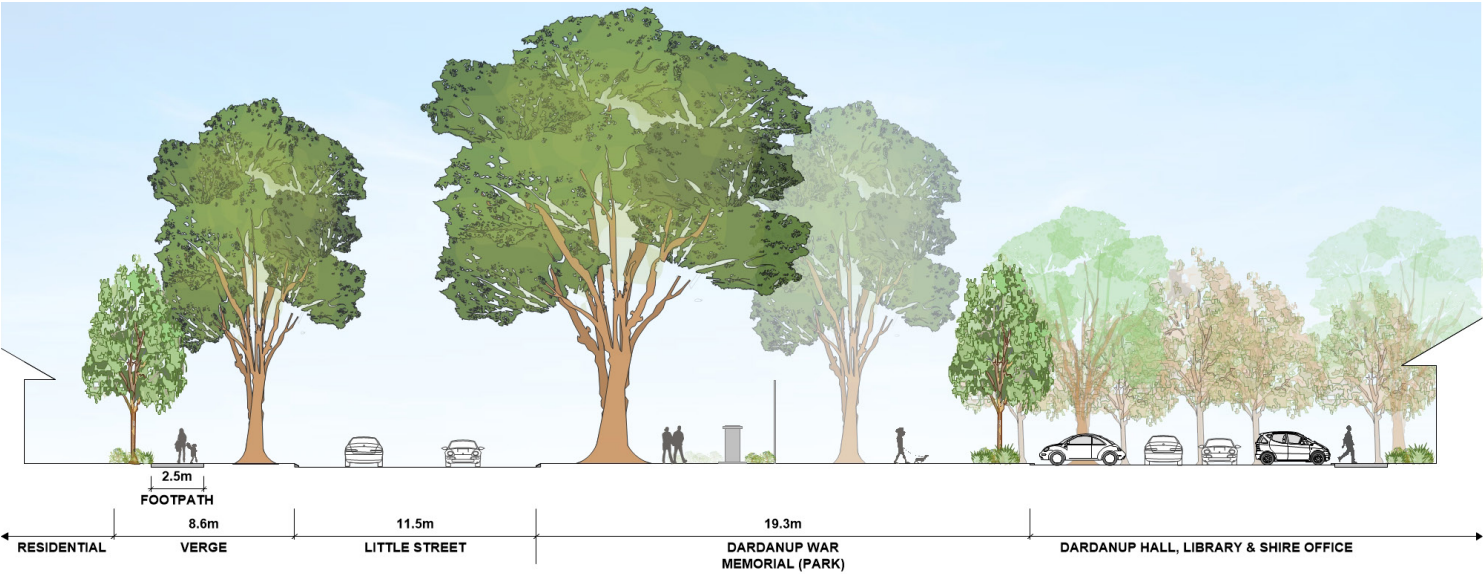 2.5m
FOOTPATH
8.6m
11.5m
19.3m
RESIDENTIAL
VERGE
LITTLE STREET
DARDANUP WAR
MEMORIAL (PARK)
DARDANUP HALL, LIBRARY & SHIRE OFFICE